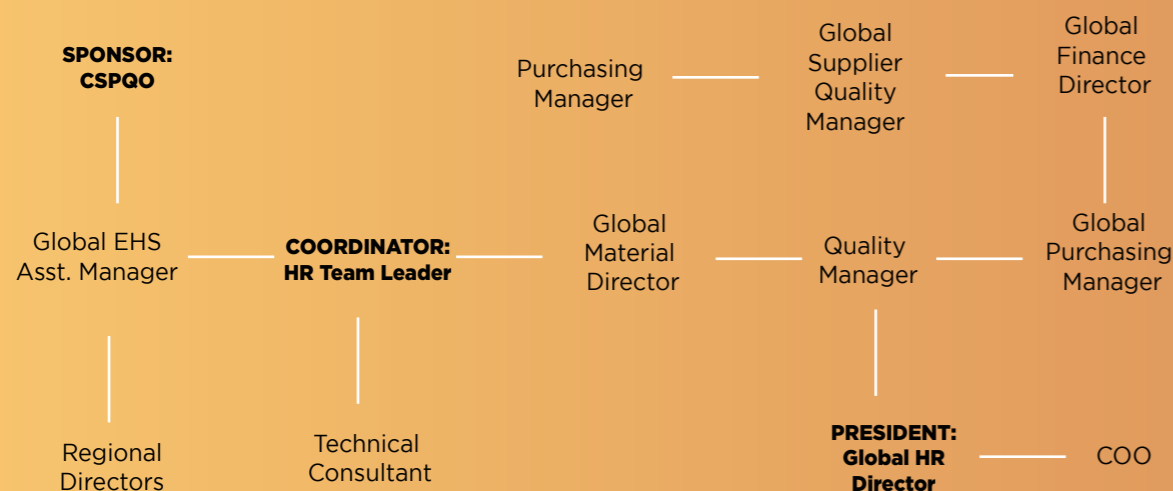 SPONSOR:
CSPQO
Purchasing
Manager
Global
Supplier
Quality
Manager
Global
Finance
Director
Global EHS
Asst. Manager
COORDINATOR:
HR Team Leader
Global
Material
Director
Quality
Manager
Global
Purchasing
Manager
Regional
Directors
Technical
Consultant
PRESIDENT:
Global HR
Director
COO